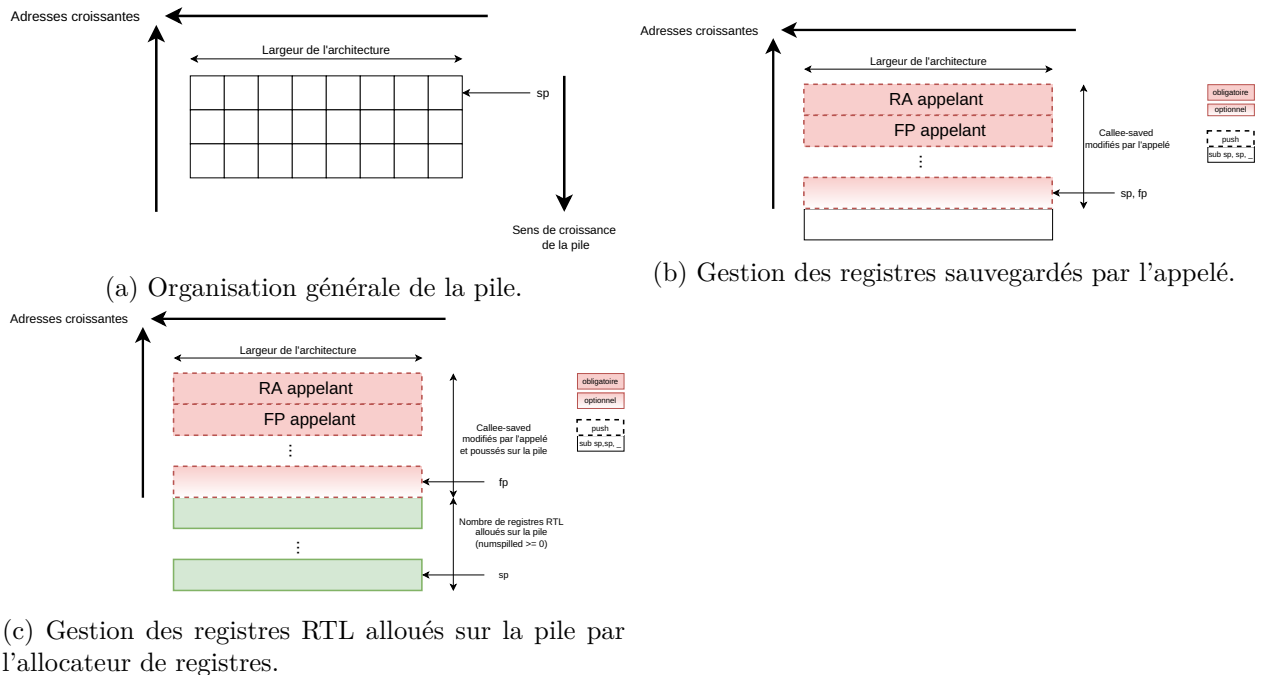 Adresses croissantes
Largeur de l'architecture
sp
Sens de croissance
de la pile
(a) Organisation générale de la pile.
Adresses croissantes
Largeur de l'architecture
RA appelant
FP appelant
⋮
Callee-saved
modifiés par l'appelé
sp, fp
obligatoire
optionnel
push
sub sp, sp, _
(b) Gestion des registres sauvegardés par l'appelé.
Adresses croissantes
Largeur de l'architecture
RA appelant
FP appelant
⋮
Callee-saved
modifiés par l'appelé
et poussés sur la pile
fp
Nombre de registres RTL
alloués sur la pile
(numspilled >= 0)
⋮
sp
obligatoire
optionnel
push
sub sp,sp, _
(c) Gestion des registres RTL alloués sur la pile par
l'allocateur de registres.